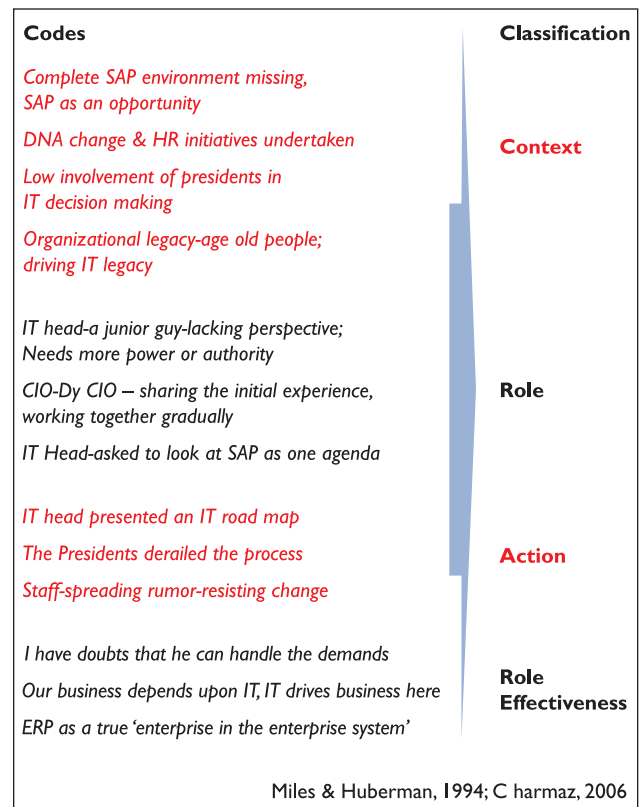 Codes
Classification
Complete SAP environment missing,
SAP as an opportunity
DNA change & HR initiatives undertaken
Context
Low involvement of presidents in
IT decision making
Organizational legacy-age old people;
driving IT legacy
IT head-a junior guy-lacking perspective;
Needs more power or authority
CIO-Dy CIO – sharing the initial experience,
working together gradually
Role
IT Head-asked to look at SAP as one agenda
IT head presented an IT road map
The Presidents derailed the process
Action
Staff-spreading rumor-resisting change
I have doubts that he can handle the demands
Our business depends upon IT, IT drives business here
ERP as a true ‘enterprise in the enterprise system’
Role
Effectiveness
Miles & Huberman, 1994; C harmaz, 2006